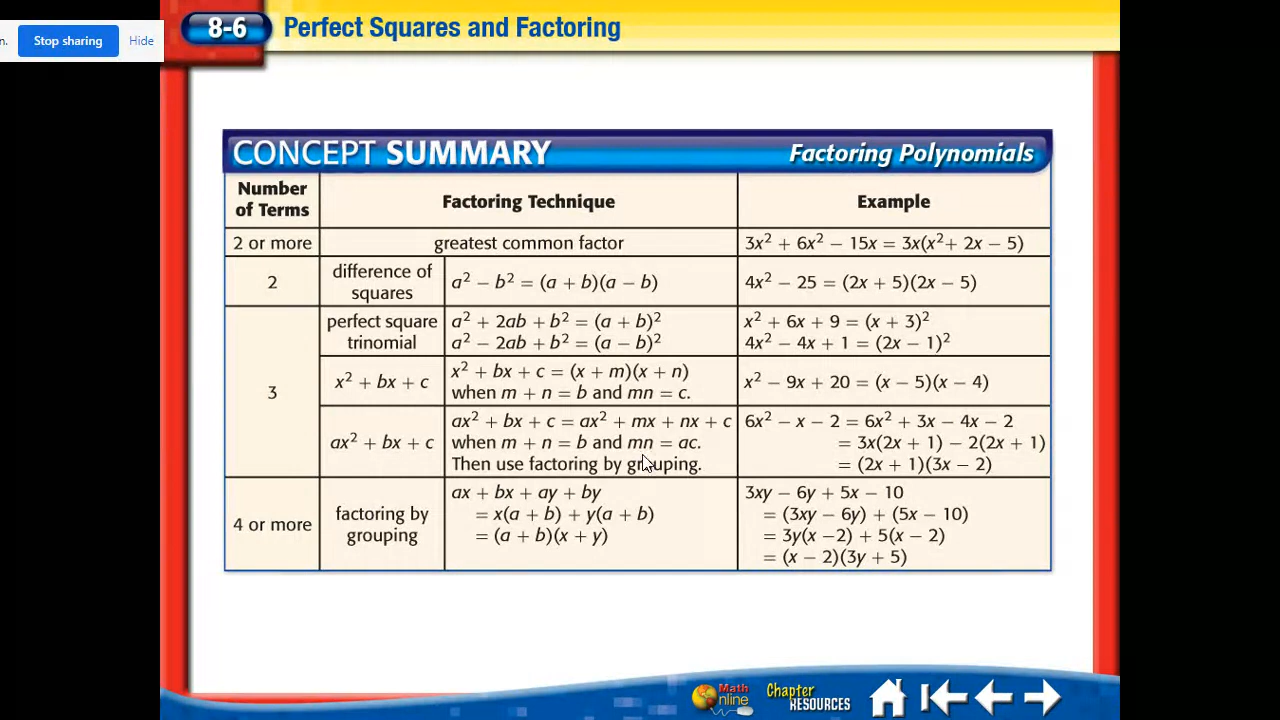 8-6 Perfect Squares and Factoring
n. Stop sharing Hide
CONCEPT SUMMARY Factoring Polynomials
Number of Terms
Factoring Technique
Example
2 or more
greatest common factor
3x² + 6x² − 15x = 3x(x² + 2x − 5)
2
difference of
squares
a² − b² = (a + b)(a − b)
4x² − 25 = (2x + 5)(2x − 5)
3
perfect square
trinomial
a² + 2ab + b² = (a + b)²
a² − 2ab + b² = (a − b)²
x² + 6x + 9 = (x + 3)²
4x² − 4x + 1 = (2x − 1)²
x² + bx + c
x² + bx + c = (x + m)(x + n)
when m + n = b and mn = c.
x² − 9x + 20 = (x − 5)(x − 4)
ax² + bx + c
ax² + bx + c = ax² + mx + nx + c
when m + n = b and mn = ac.
Then use factoring by grouping.
6x² − x − 2 = 6x² + 3x − 4x − 2
= 3x(2x + 1) − 2(2x + 1)
= (2x + 1)(3x − 2)
4 or more
factoring by
grouping
ax + bx + ay + by
= x(a + b) + y(a + b)
= (a + b)(x + y)
3xy − 6y + 5x − 10
= (3xy − 6y) + (5x − 10)
= 3y(x −2) + 5(x − 2)
= (x − 2)(3y + 5)
Math
Online
Chapter
RESOURCES